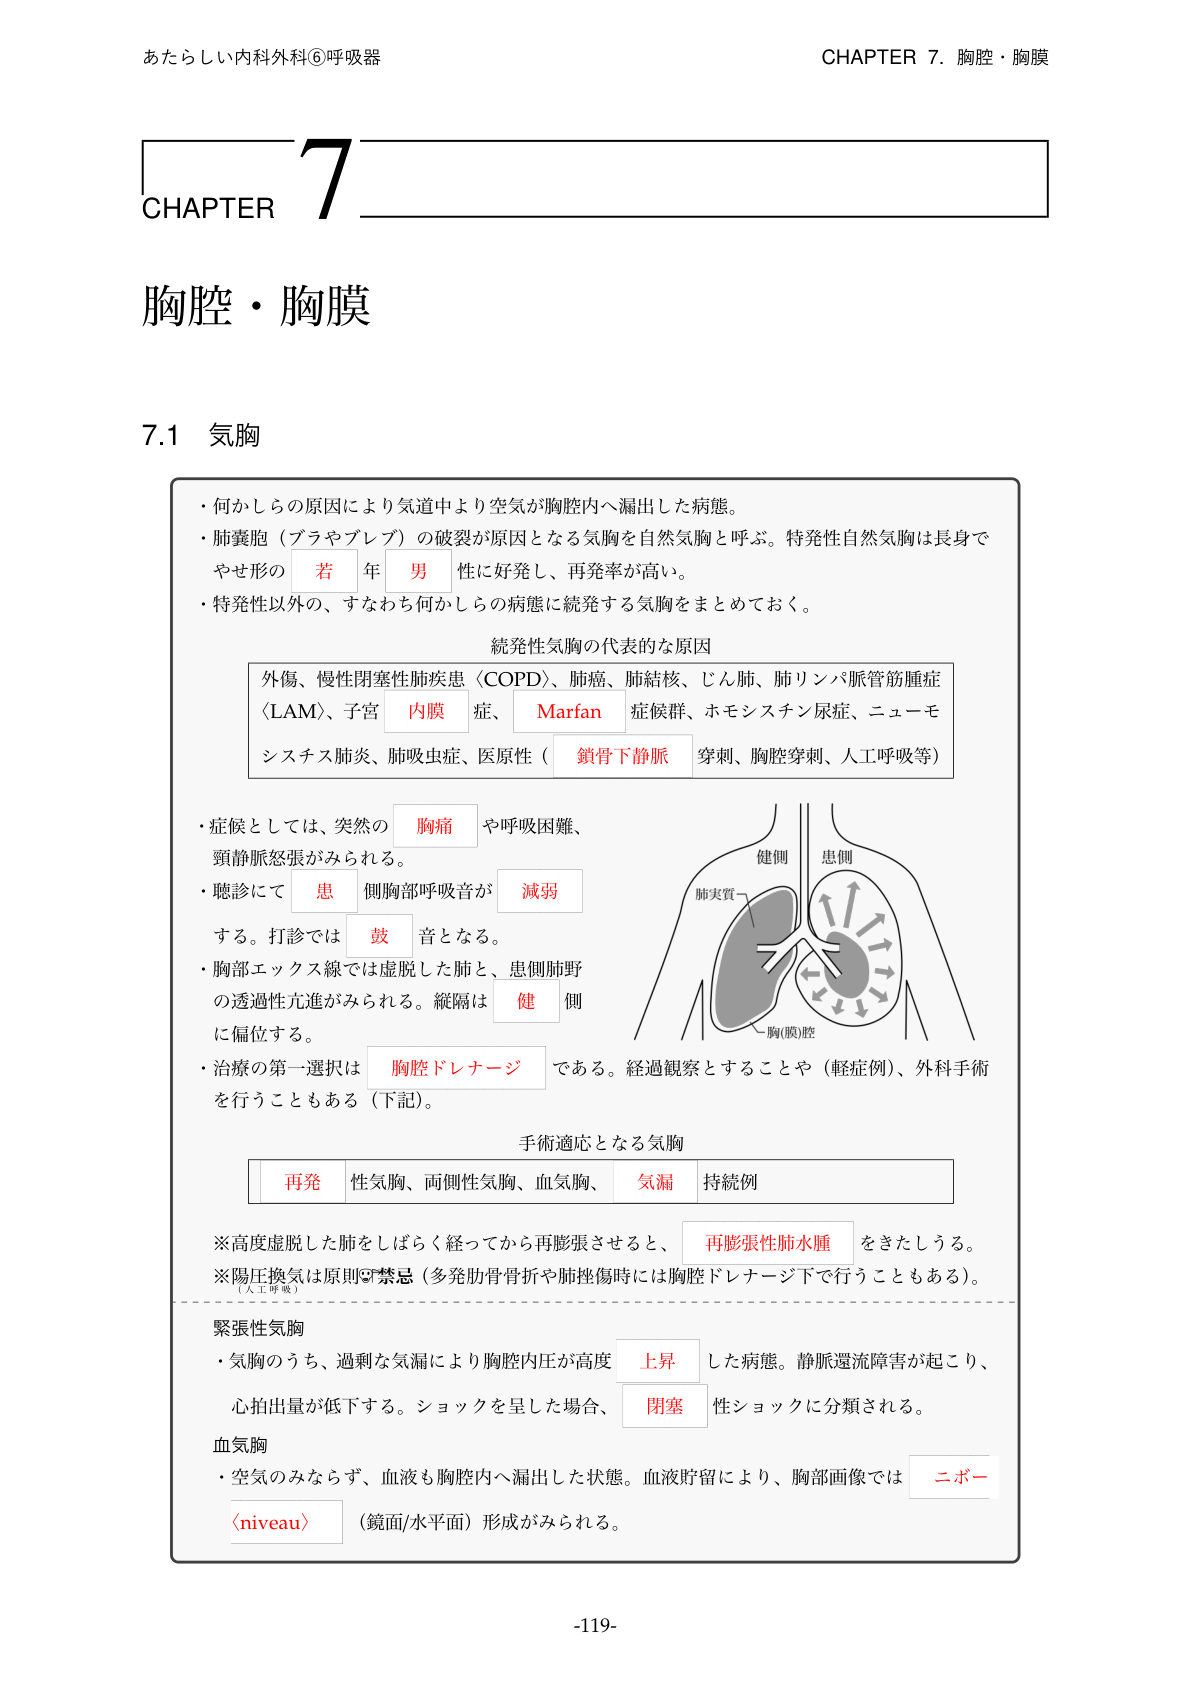 あたらしい内科外科⑥呼吸器
CHAPTER 7. 胸腔・胸膜
CHAPTER 7
胸腔・胸膜
7.1 気胸
・何かしらの原因により気道中より空気が胸腔内へ漏出した病態。
・肺嚢胞（ブラやブレブ）の破裂が原因となる気胸を自然気胸と呼ぶ。特発性自然気胸は長身で
やせ形の 若 年 男 性に好発し、再発率が高い。
・特発性以外の、すなわち何かしらの病態に続発する気胸をまとめておく。
続発性気胸の代表的な原因
外傷、慢性閉塞性肺疾患〈COPD〉、肺癌、肺結核、じん肺、肺リンパ脈管筋腫症
〈LAM〉、子宮 内膜 症、 Marfan 症候群、ホモシスチン尿症、ニューモ
シスチス肺炎、肺吸虫症、医原性（ 鎖骨下静脈 穿刺、胸腔穿刺、人工呼吸等）
・症候としては、突然の 胸痛 や呼吸困難、
頸静脈怒張がみられる。
・聴診にて 患 側胸部呼吸音が 減弱
する。打診では 鼓 音となる。
・胸部エックス線では虚脱した肺と、患側肺野
の透過性亢進がみられる。縦隔は 健 側
に偏位する。
健側 患側
肺実質
胸(膜)腔
・治療の第一選択は 胸腔ドレナージ である。経過観察とすることや（軽症例）、外科手術
を行うこともある（下記）。
手術適応となる気胸
再発 性気胸、両側性気胸、血気胸、 気漏 持続例
※高度虚脱した肺をしばらく経ってから再膨張させると、 再膨張性肺水腫 をきたしうる。
※陽圧換気は原則禁忌（多発肋骨骨折や肺挫傷時には胸腔ドレナージ下で行うこともある）。
（人工呼吸）
緊張性気胸
・気胸のうち、過剰な気漏により胸腔内圧が高度 上昇 した病態。静脈還流障害が起こり、
心拍出量が低下する。ショックを呈した場合、 閉塞 性ショックに分類される。
血気胸
・空気のみならず、血液も胸腔内へ漏出した状態。血液貯留により、胸部画像では ニボー
〈niveau〉 （鏡面/水平面）形成がみられる。
-119-